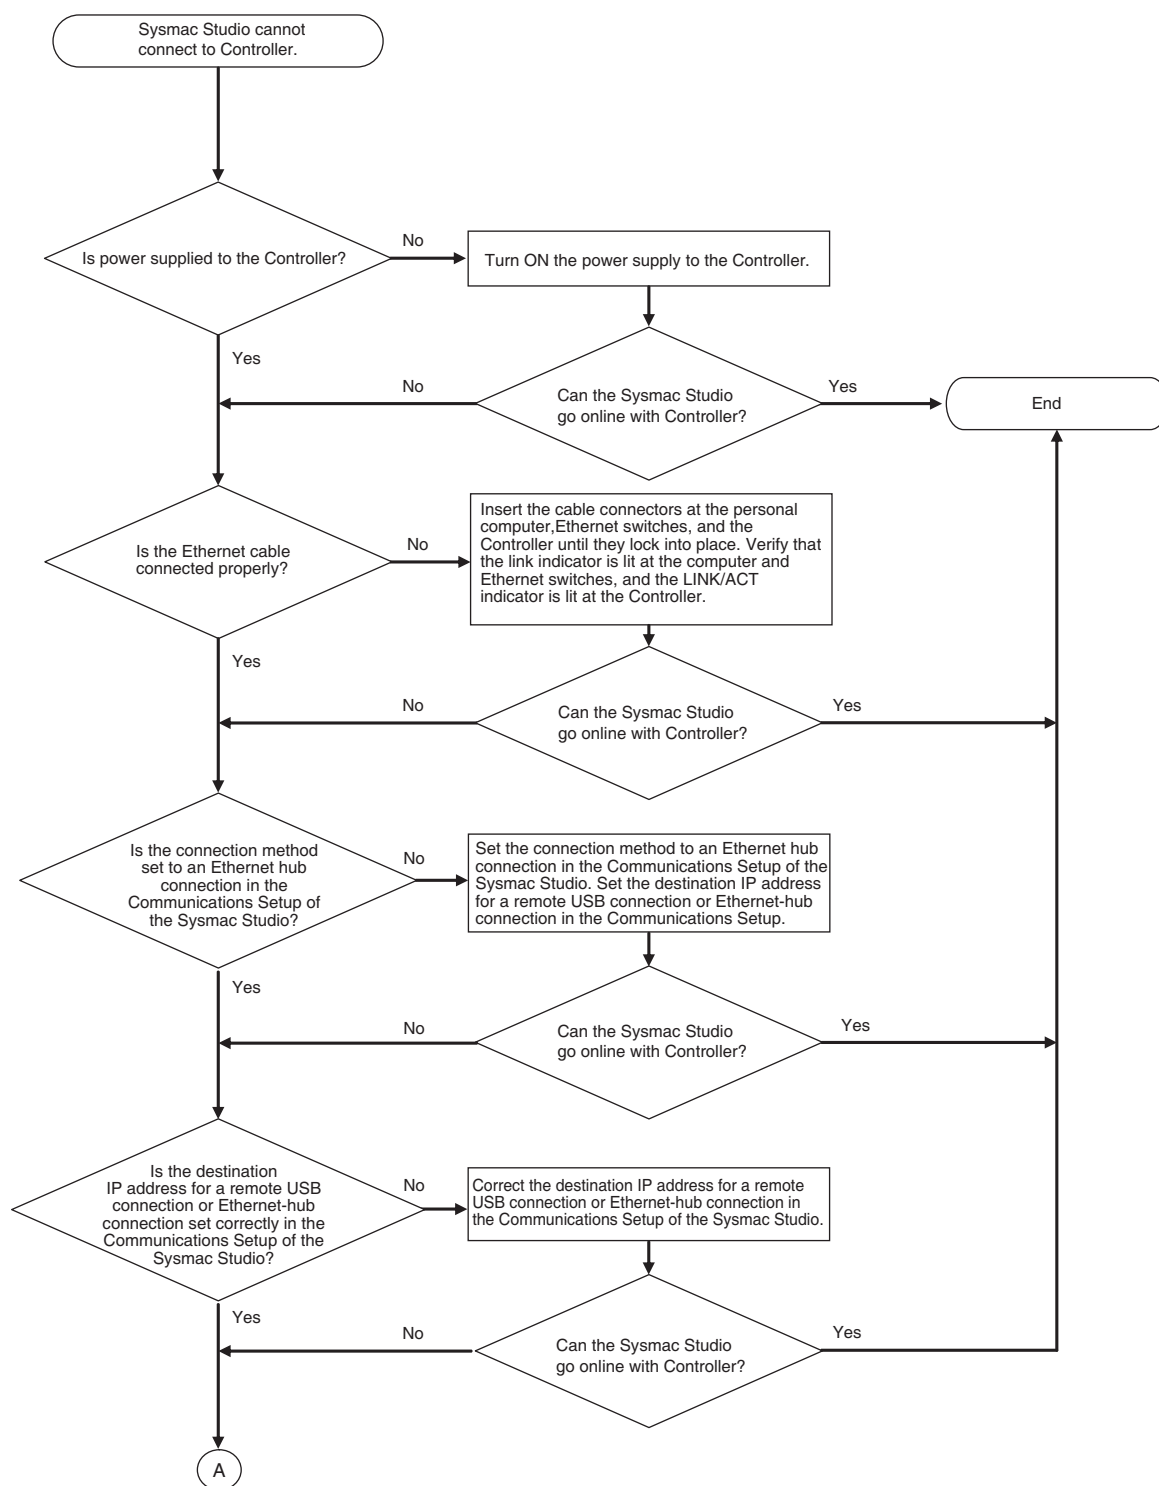 Sysmac Studio cannot
connect to Controller.
Is power supplied to the Controller?
No
Turn ON the power supply to the Controller.
Yes
No
Can the Sysmac Studio
go online with Controller?
Yes
End
Is the Ethernet cable
connected properly?
No
Insert the cable connectors at the personal
computer,Ethernet switches, and the
Controller until they lock into place. Verify that
the link indicator is lit at the computer and
Ethernet switches, and the LINK/ACT
indicator is lit at the Controller.
Yes
No
Can the Sysmac Studio
go online with Controller?
Yes
Is the connection method
set to an Ethernet hub
connection in the
Communications Setup of
the Sysmac Studio?
No
Set the connection method to an Ethernet hub
connection in the Communications Setup of the
Sysmac Studio. Set the destination IP address
for a remote USB connection or Ethernet-hub
connection in the Communications Setup.
Yes
No
Can the Sysmac Studio
go online with Controller?
Yes
Is the destination
IP address for a remote USB
connection or Ethernet-hub
connection set correctly in the
Communications Setup of the
Sysmac Studio?
No
Correct the destination IP address for a remote
USB connection or Ethernet-hub connection in
the Communications Setup of the Sysmac Studio.
Yes
No
Can the Sysmac Studio
go online with Controller?
Yes
A